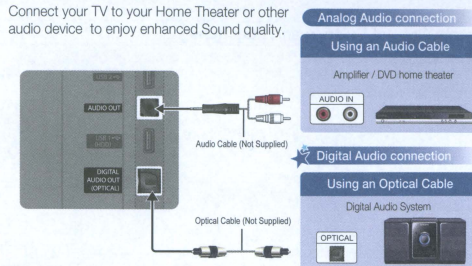 Connect your TV to your Home Theater or other
audio device to enjoy enhanced Sound quality.
AUDIO OUT
DIGITAL
AUDIO OUT
(OPTICAL)
Audio Cable (Not Supplied)
Optical Cable (Not Supplied)
Analog Audio connection
Using an Audio Cable
Amplifier / DVD home theater
AUDIO IN
Digital Audio connection
Using an Optical Cable
Digital Audio System
OPTICAL